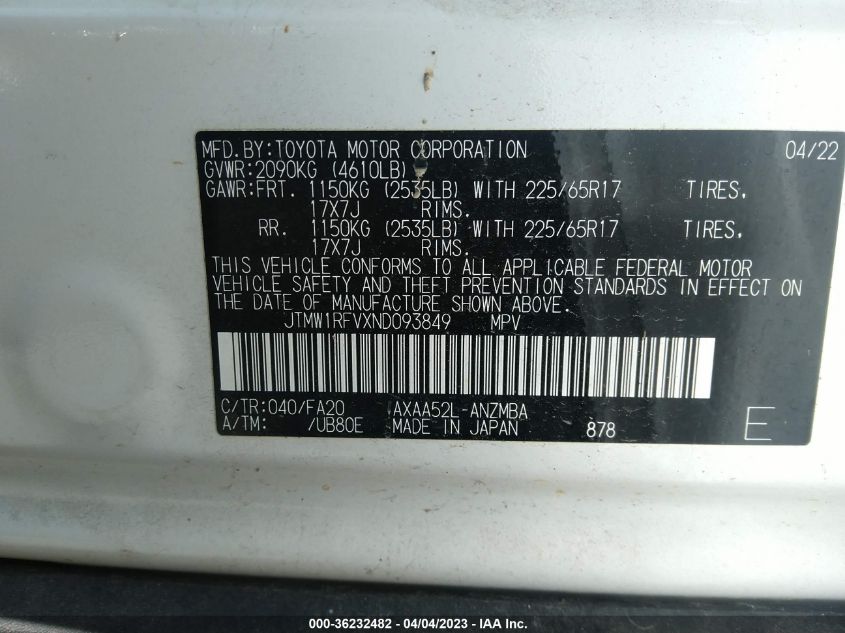 MFD.BY:TOYOTA MOTOR CORPORATION 04/22
GVWR:2090KG (4610LB)
GAWR:FRT. 1150KG (2535LB) WITH 225/65R17 TIRES,
17X7J RIMS.
RR. 1150KG (2535LB) WITH 225/65R17 TIRES,
17X7J RIMS.
THIS VEHICLE CONFORMS TO ALL APPLICABLE FEDERAL MOTOR
VEHICLE SAFETY AND THEFT PREVENTION STANDARDS IN EFFECT ON
THE DATE OF MANUFACTURE SHOWN ABOVE.
JTMW1RFVXND093849 MPV
C/TR:040/FA20 AXAA52L-ANZMBA
A/TM: /UB80E MADE IN JAPAN 878 E
000-36232482 - 04/04/2023 - IAA Inc.